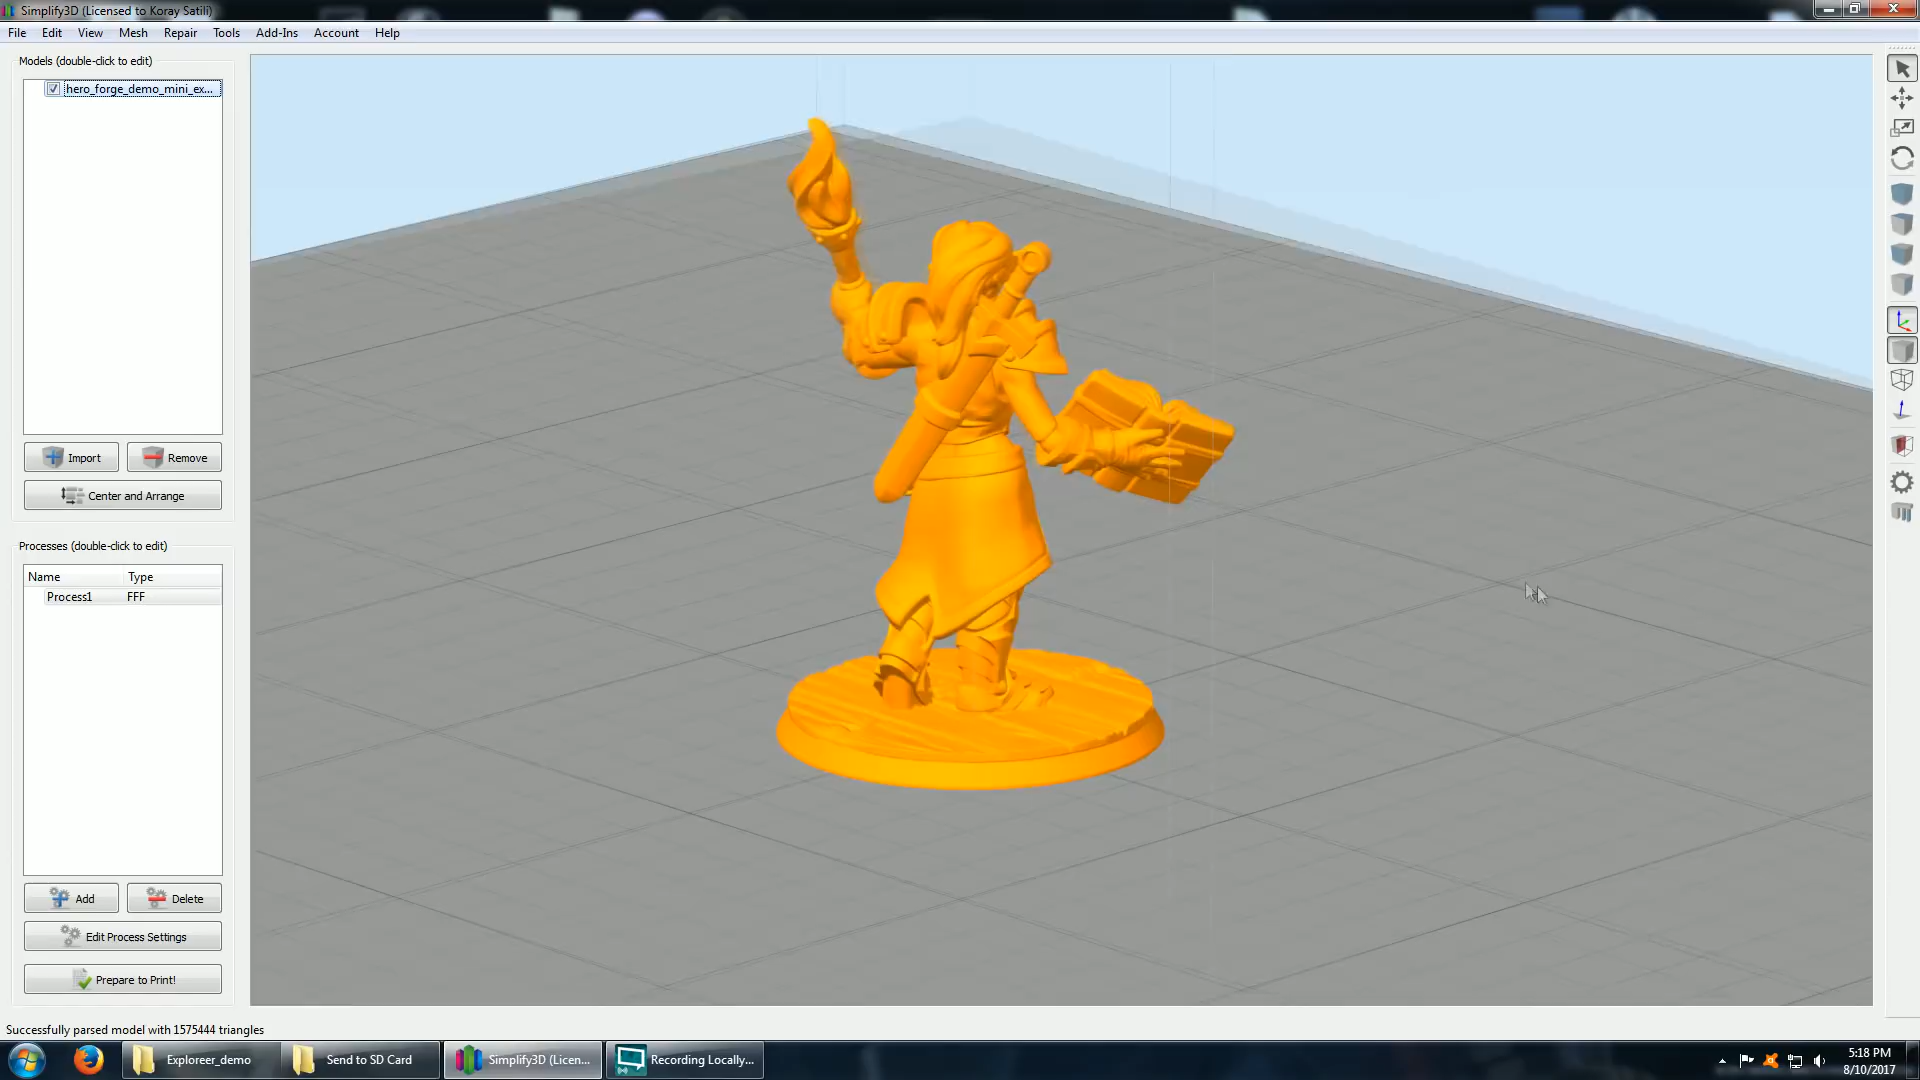 Simplify3D (Licensed to Koray Satili)
File Edit View Mesh Repair Tools Add-Ins Account Help
Models (double-click to edit)
hero_forge_demo_mini_ex...
Import Remove
Center and Arrange
Processes (double-click to edit)
Name Type
Process1 FFF
Add Delete
Edit Process Settings
Prepare to Print!
Successfully parsed model with 1575444 triangles
Exploreer_demo Send to SD Card Simplify3D (Licen... Recording Locally...
5:18 PM
8/10/2017